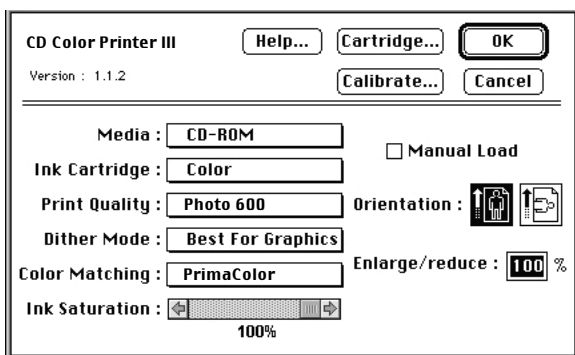 CD Color Printer III
Help...
Cartridge...
OK
Version : 1.1.2
Calibrate...
Cancel
Media : CD-ROM
Manual Load
Ink Cartridge : Color
Print Quality : Photo 600
Orientation :
Dither Mode : Best For Graphics
Enlarge/reduce : 100 %
Color Matching : PrimaColor
Ink Saturation :
100%